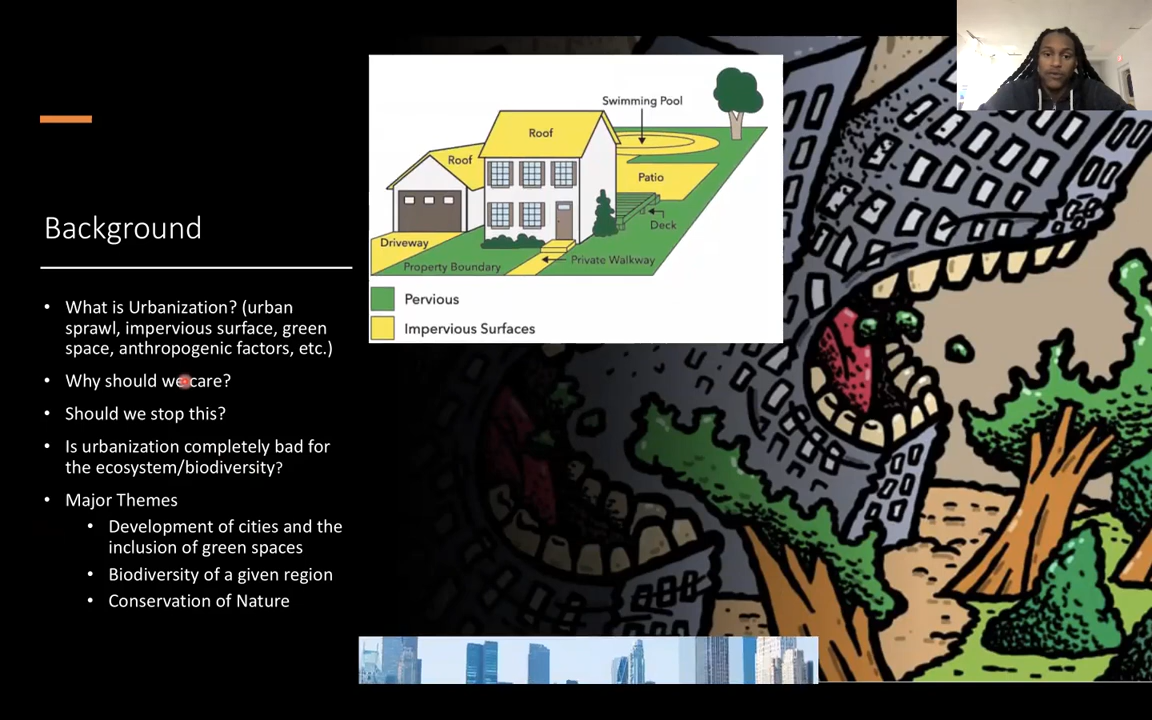 Background
• What is Urbanization? (urban
sprawl, impervious surface, green
space, anthropogenic factors, etc.)
• Why should we care?
• Should we stop this?
• Is urbanization completely bad for
the ecosystem/biodiversity?
• Major Themes
• Development of cities and the
inclusion of green spaces
• Biodiversity of a given region
• Conservation of Nature
Swimming Pool
Roof
Roof
Patio
Deck
Driveway
Private Walkway
Property Boundary
Pervious
Impervious Surfaces